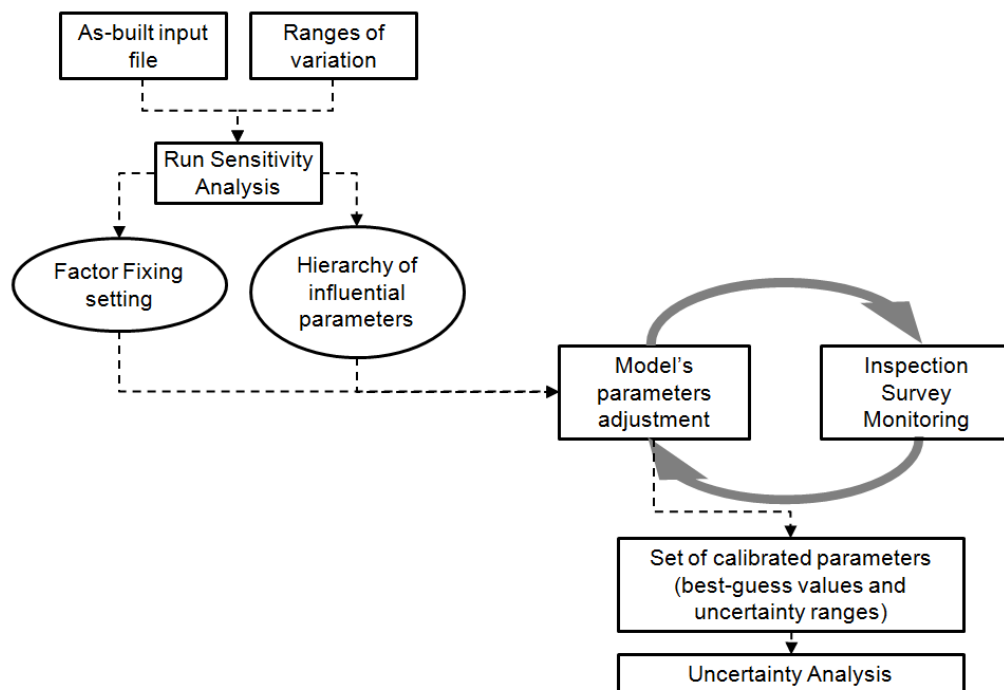 As-built input
file
Ranges of
variation
Run Sensitivity
Analysis
Factor Fixing
setting
Hierarchy of
influential
parameters
Model's
parameters
adjustment
Inspection
Survey
Monitoring
Set of calibrated parameters
(best-guess values and
uncertainty ranges)
Uncertainty Analysis